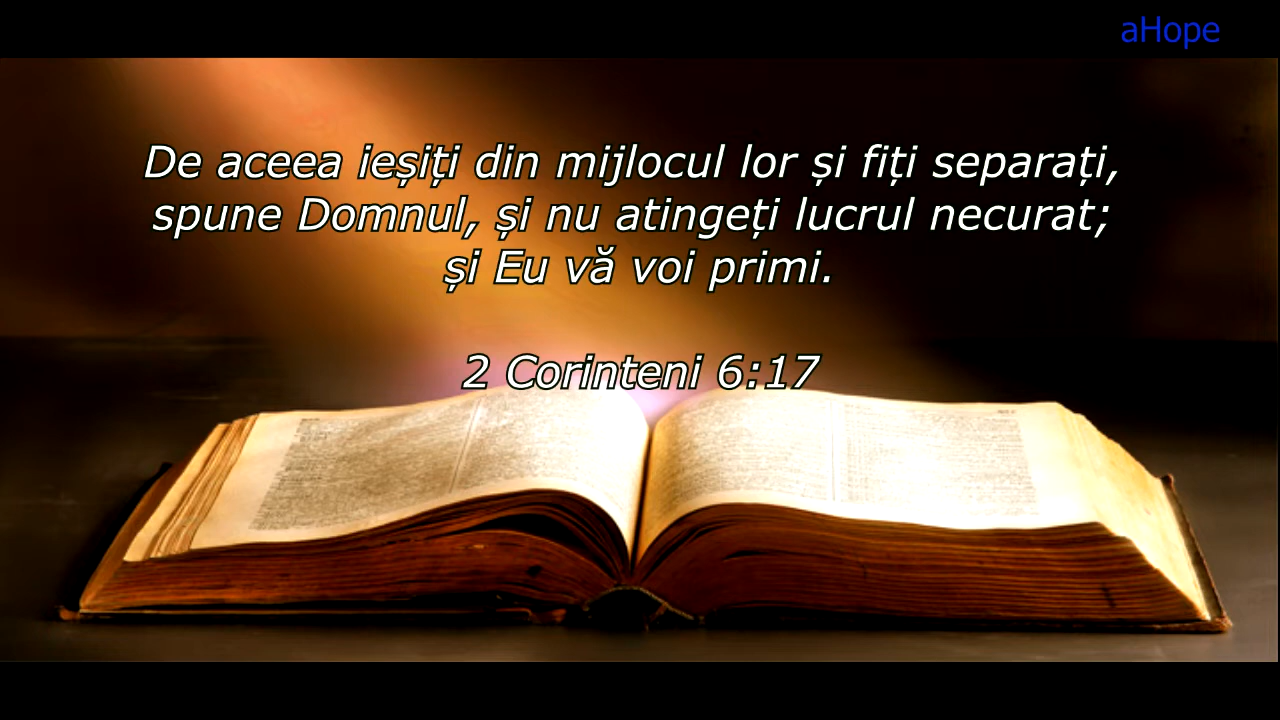 aHope
De aceea ieșiți din mijlocul lor și fiți separați,
spune Domnul, și nu atingeți lucrul necurat;
și Eu vă voi primi.
2 Corinteni 6:17